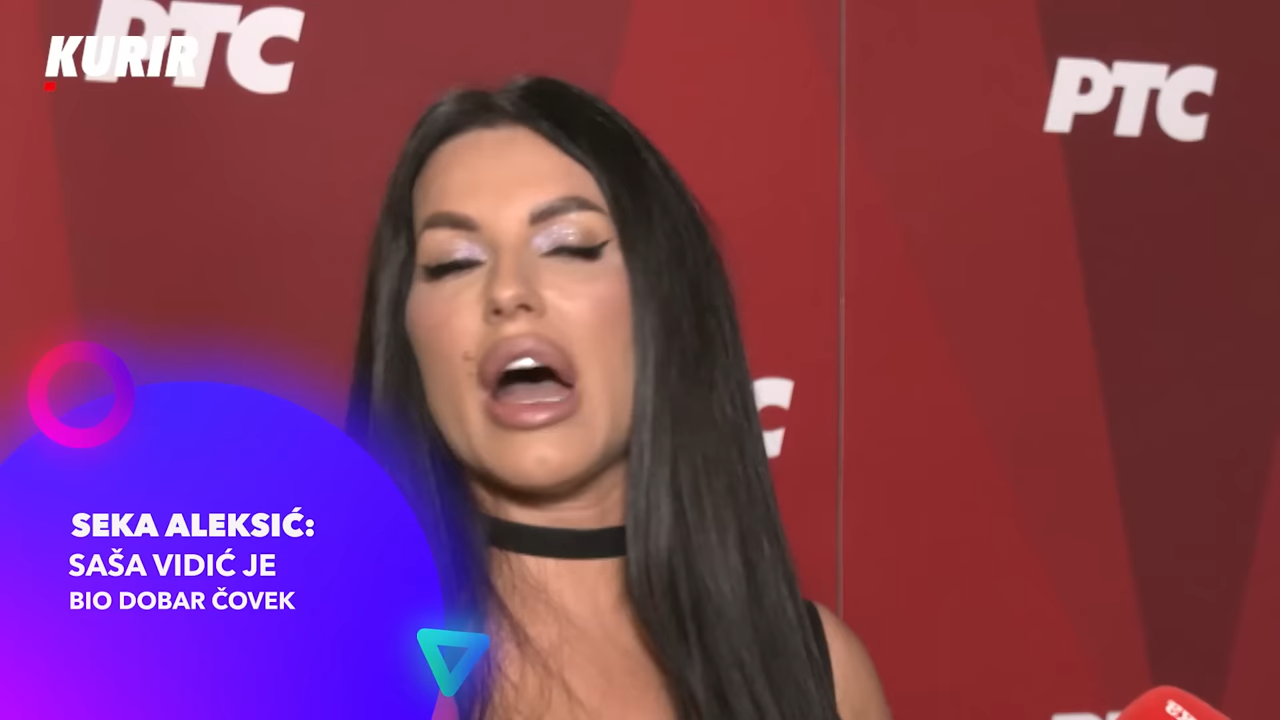 KURIR
PTC
PTC
SEKA ALEKSIĆ:
SAŠA VIDIĆ JE
BIO DOBAR ČOVEK